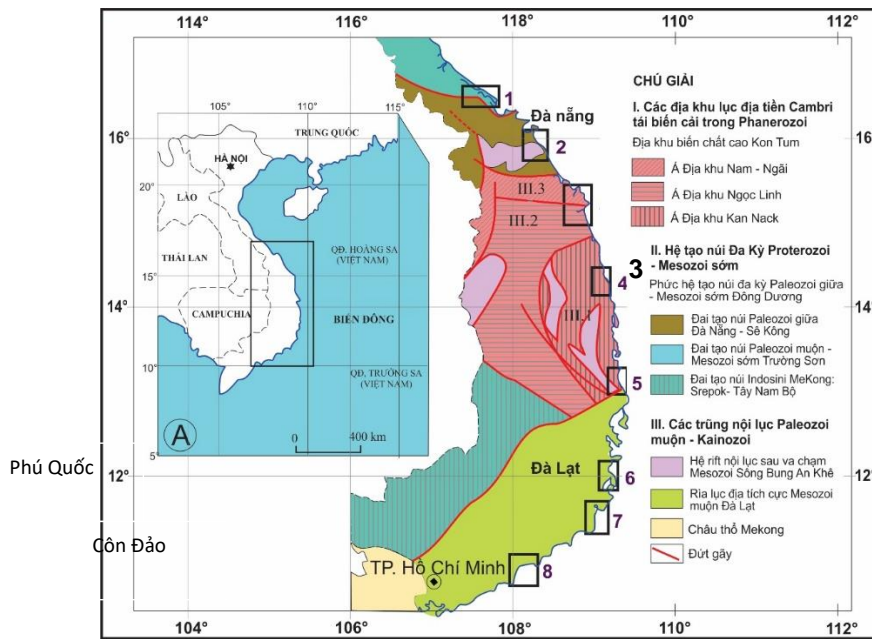 114° 106° 108° 110° 112°
16°
14°
12°
104° 106° 108° 110° 112°
Phú Quốc
Côn Đảo
105° 110° 115°
20°
15°
10°
5°
TRUNG QUỐC
HÀ NỘI
LÀO
THÁI LAN
CAMPUCHIA
QĐ. HOÀNG SA
(VIỆT NAM)
BIỂN ĐÔNG
QĐ. TRƯỜNG SA
(VIỆT NAM)
A
0 400 km
1
Đà nẵng
2
III.3
III.2
3
4
III.1
5
Đà Lạt
6
7
8
TP. Hồ Chí Minh
CHÚ GIẢI
I. Các địa khu lục địa tiền Cambri
tái biến cải trong Phanerozoi
Địa khu biến chất cao Kon Tum
Á Địa khu Nam - Ngãi
Á Địa khu Ngọc Linh
Á Địa khu Kan Nack
II. Hệ tạo núi Đa Kỳ Proterozoi
- Mesozoi sớm
Phức hệ tạo núi đa kỳ Paleozoi giữa
- Mesozoi sớm Đông Dương
Đai tạo núi Paleozoi giữa
Đà Nẵng - Sê Kông
Đai tạo núi Paleozoi muộn -
Mesozoi sớm Trường Sơn
Đai tạo núi Indosini MeKong:
Srepok- Tây Nam Bộ
III. Các trũng nội lục Paleozoi
muộn - Kainozoi
Hệ rift nội lục sau va chạm
Mesozoi Sông Bung An Khê
Rìa lục địa tích cực Mesozoi
muộn Đà Lạt
Châu thổ Mekong
Đứt gãy